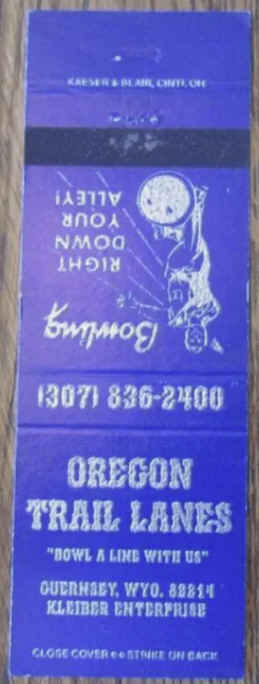 KAESER & BLAIR, CINTI, OH
Bowling
RIGHT
DOWN
YOUR
ALLEY!
(307) 836-2400
OREGON
TRAIL LANES
"BOWL A LINE WITH US"
GUERNSEY, WYO. 82214
KLEIBER ENTERPRISE
CLOSE COVER •• STRIKE ON BACK